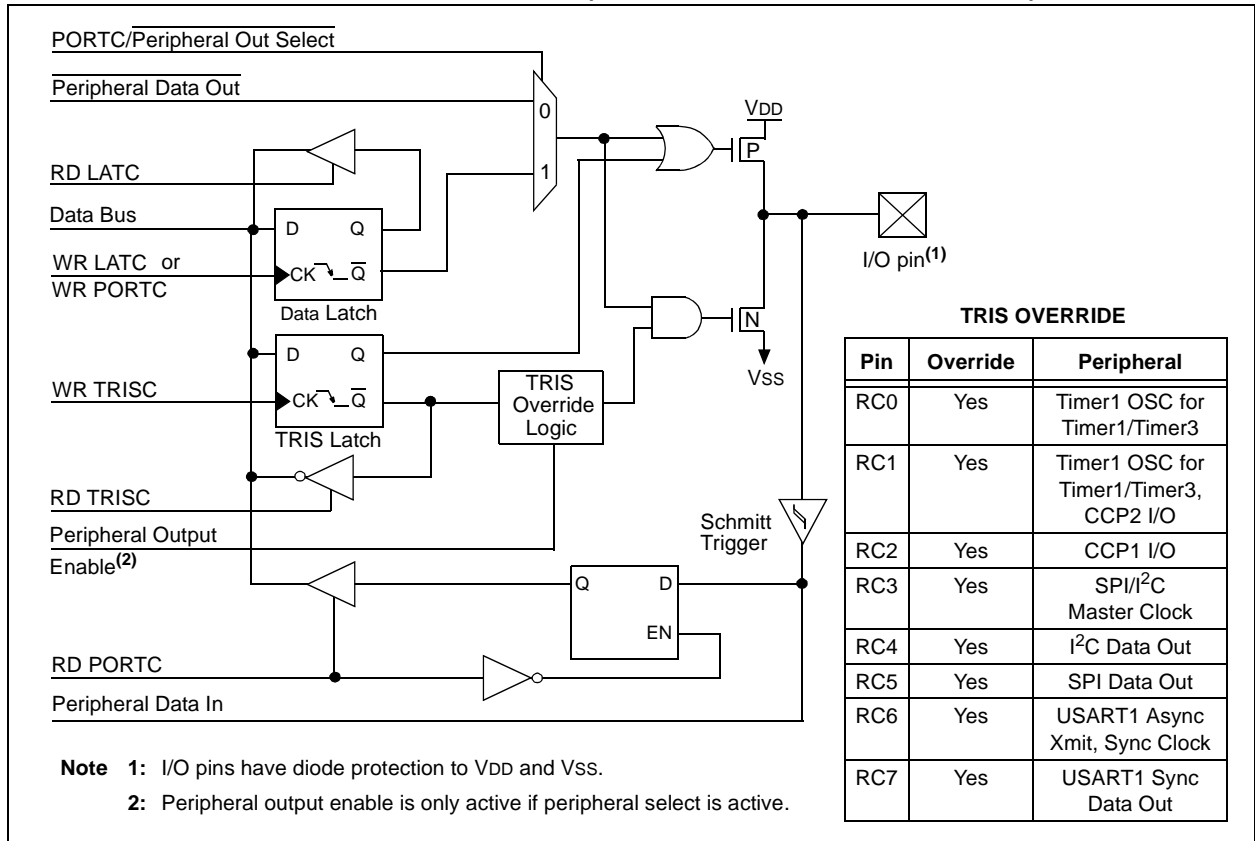 PORTC/Peripheral Out Select
Peripheral Data Out
RD LATC
Data Bus
WR LATC or
WR PORTC
D Q
CK Q
Data Latch
WR TRISC
D Q
CK Q
TRIS Latch
RD TRISC
Peripheral Output
Enable(2)
RD PORTC
Peripheral Data In
0
1
TRIS
Override
Logic
Q D
EN
VDD
P
N
VSS
I/O pin(1)
Schmitt
Trigger
TRIS OVERRIDE
Pin Override Peripheral
RC0 Yes Timer1 OSC for
Timer1/Timer3
RC1 Yes Timer1 OSC for
Timer1/Timer3,
CCP2 I/O
RC2 Yes CCP1 I/O
RC3 Yes SPI/I2C
Master Clock
RC4 Yes I2C Data Out
RC5 Yes SPI Data Out
RC6 Yes USART1 Async
Xmit, Sync Clock
RC7 Yes USART1 Sync
Data Out
Note 1: I/O pins have diode protection to VDD and VSS.
2: Peripheral output enable is only active if peripheral select is active.